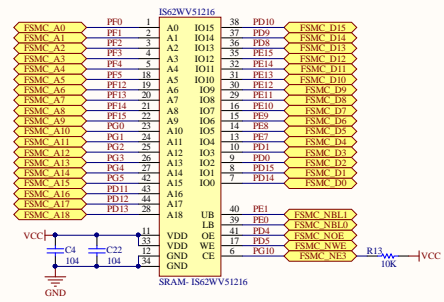 IS62WV51216
FSMC_A0 PF0 1 A0 IO15 38 PD10 FSMC_D15
FSMC_A1 PF1 2 A1 IO14 37 PD9 FSMC_D14
FSMC_A2 PF2 3 A2 IO13 36 PD8 FSMC_D13
FSMC_A3 PF3 4 A3 IO12 35 PE15 FSMC_D12
FSMC_A4 PF4 5 A4 IO11 32 PE14 FSMC_D11
FSMC_A5 PF5 18 A5 IO10 31 PE13 FSMC_D10
FSMC_A6 PF12 19 A6 IO9 30 PE12 FSMC_D9
FSMC_A7 PF13 20 A7 IO8 29 PE11 FSMC_D8
FSMC_A8 PF14 21 A8 IO7 16 PE10 FSMC_D7
FSMC_A9 PF15 22 A9 IO6 15 PE9 FSMC_D6
FSMC_A10 PG0 23 A10 IO5 14 PE8 FSMC_D5
FSMC_A11 PG1 24 A11 IO4 13 PE7 FSMC_D4
FSMC_A12 PG2 25 A12 IO3 10 PD1 FSMC_D3
FSMC_A13 PG3 26 A13 IO2 9 PD0 FSMC_D2
FSMC_A14 PG4 27 A14 IO1 8 PD15 FSMC_D1
FSMC_A15 PG5 42 A15 IO0 7 PD14 FSMC_D0
FSMC_A16 PD11 43 A16
FSMC_A17 PD12 44 A17
FSMC_A18 PD13 28 A18 UB 40 PE1 FSMC_NBL1
LB 39 PE0 FSMC_NBL0
VCC 11 VDD OE 41 PD4 FSMC_NOE
33 VDD WE 17 PD5 FSMC_NWE
C4 C22 12 GND CE 6 PG10 FSMC_NE3 R13 VCC
104 104 34 GND 10K
SRAM- IS62WV51216
GND